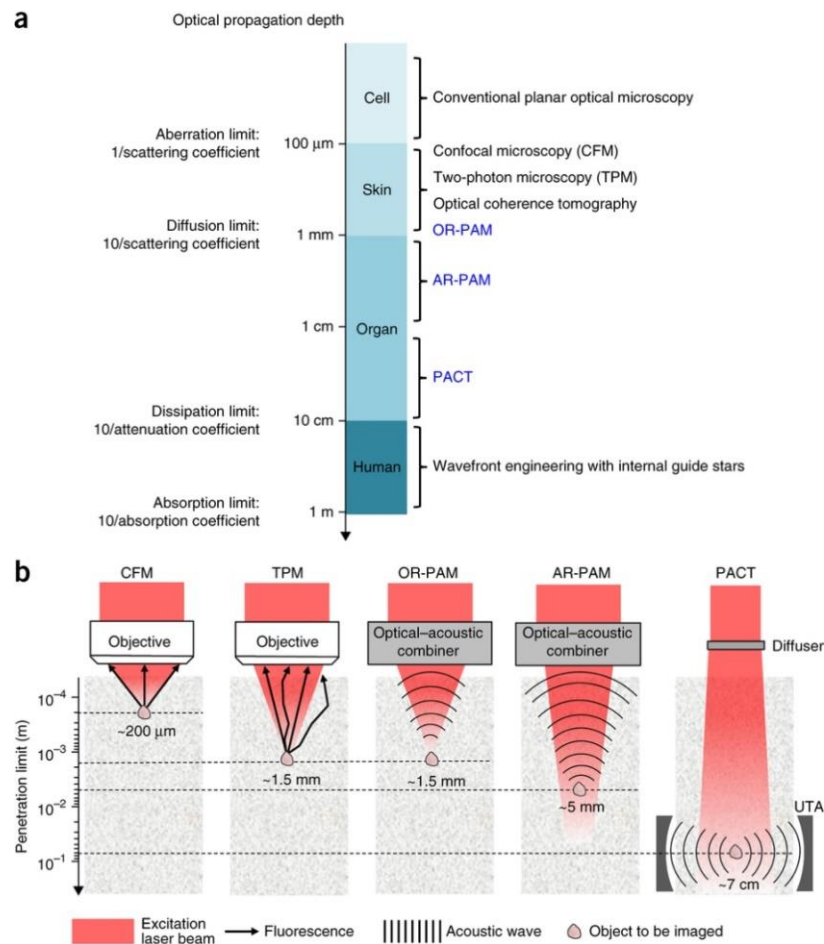 a
Optical propagation depth
Cell
Conventional planar optical microscopy
Aberration limit:
1/scattering coefficient
100 μm
Confocal microscopy (CFM)
Skin
Two-photon microscopy (TPM)
Optical coherence tomography
Diffusion limit:
10/scattering coefficient
1 mm
OR-PAM
AR-PAM
1 cm
Organ
PACT
Dissipation limit:
10/attenuation coefficient
10 cm
Human
Wavefront engineering with internal guide stars
Absorption limit:
10/absorption coefficient
1 m
b
CFM
TPM
OR-PAM
AR-PAM
PACT
Objective
Objective
Optical–acoustic
combiner
Optical–acoustic
combiner
Diffuser
Penetration limit (m)
10⁻⁴
10⁻³
10⁻²
10⁻¹
~200 μm
~1.5 mm
~1.5 mm
~5 mm
UTA
~7 cm
Excitation
laser beam
Fluorescence
Acoustic wave
Object to be imaged